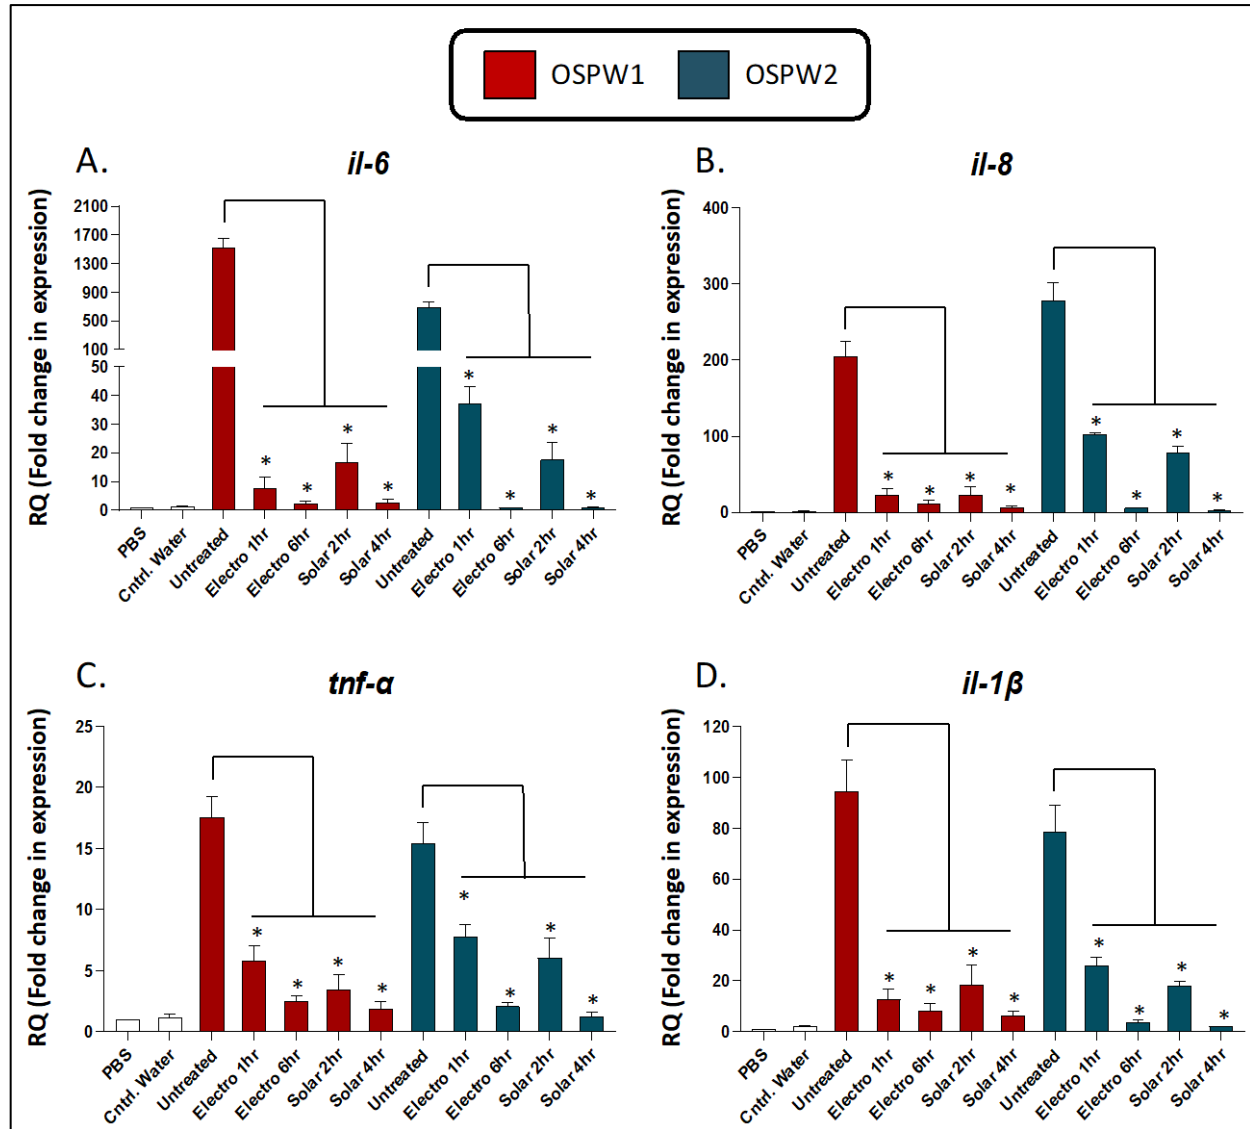 OSPW1 OSPW2
A. il-6
RQ (Fold change in expression)
2100
1700
1300
900
500
100
50
40
30
20
10
0
* * * * * * * *
PBS Cntrl. Water Untreated Electro 1hr Electro 6hr Solar 2hr Solar 4hr Untreated Electro 1hr Electro 6hr Solar 2hr Solar 4hr
B. il-8
RQ (Fold change in expression)
400
300
200
100
0
* * * * * * * *
PBS Cntrl. Water Untreated Electro 1hr Electro 6hr Solar 2hr Solar 4hr Untreated Electro 1hr Electro 6hr Solar 2hr Solar 4hr
C. tnf-α
RQ (Fold change in expression)
25
20
15
10
5
0
* * * * * * * *
PBS Cntrl. Water Untreated Electro 1hr Electro 6hr Solar 2hr Solar 4hr Untreated Electro 1hr Electro 6hr Solar 2hr Solar 4hr
D. il-1β
RQ (Fold change in expression)
120
100
80
60
40
20
0
* * * * * * * *
PBS Cntrl. Water Untreated Electro 1hr Electro 6hr Solar 2hr Solar 4hr Untreated Electro 1hr Electro 6hr Solar 2hr Solar 4hr